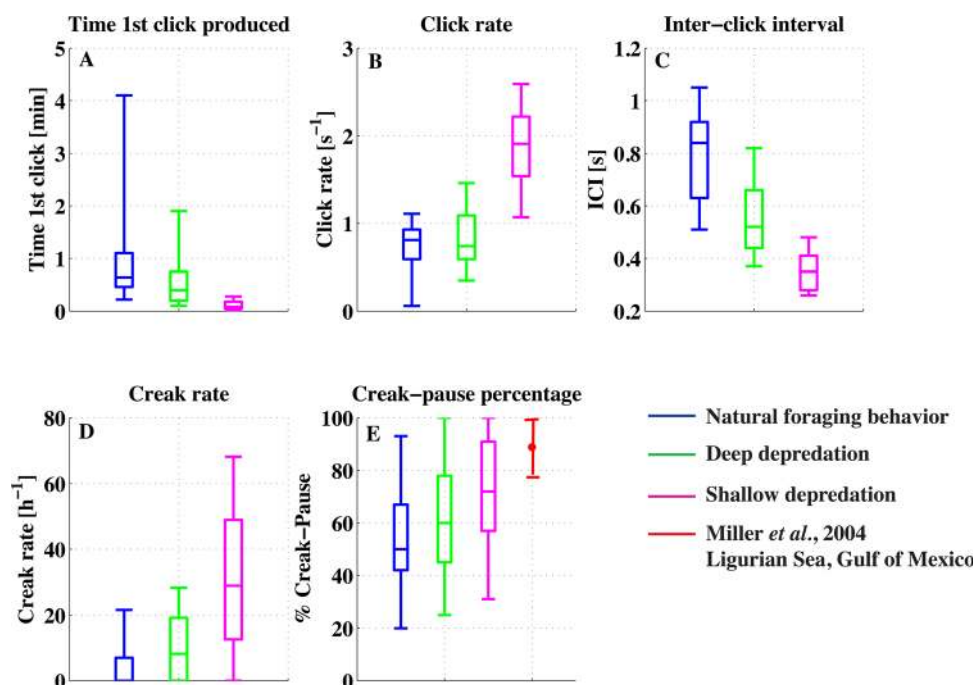 Time 1st click produced
A
Time 1st click [min]
5
4
3
2
1
0
Click rate
B
Click rate [s⁻¹]
3
2
1
0
Inter−click interval
C
ICI [s]
1.2
1
0.8
0.6
0.4
0.2
Creak rate
D
Creak rate [h⁻¹]
80
60
40
20
0
Creak−pause percentage
E
% Creak−Pause
100
80
60
40
20
0
Natural foraging behavior
Deep depredation
Shallow depredation
Miller et al., 2004
Ligurian Sea, Gulf of Mexico